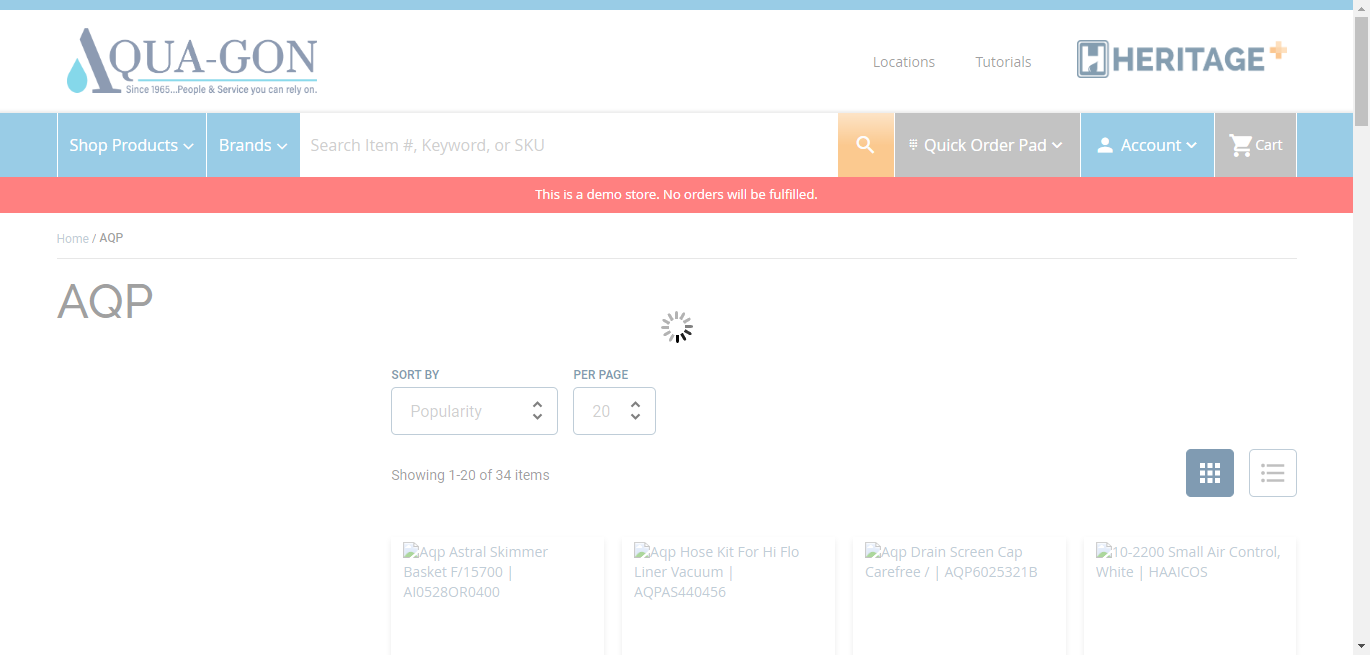 AQUA-GON
Since 1965...People & Service you can rely on.
Locations
Tutorials
HERITAGE+
Shop Products
Brands
Search Item #, Keyword, or SKU
Quick Order Pad
Account
Cart
This is a demo store. No orders will be fulfilled.
Home / AQP
AQP
SORT BY
PER PAGE
Popularity
20
Showing 1-20 of 34 items
Aqp Astral Skimmer
Basket F/15700 |
AI0528OR0400
Aqp Hose Kit For Hi Flo
Liner Vacuum |
AQPAS440456
Aqp Drain Screen Cap
Carefree / | AQP6025321B
10-2200 Small Air Control,
White | HAAICOS